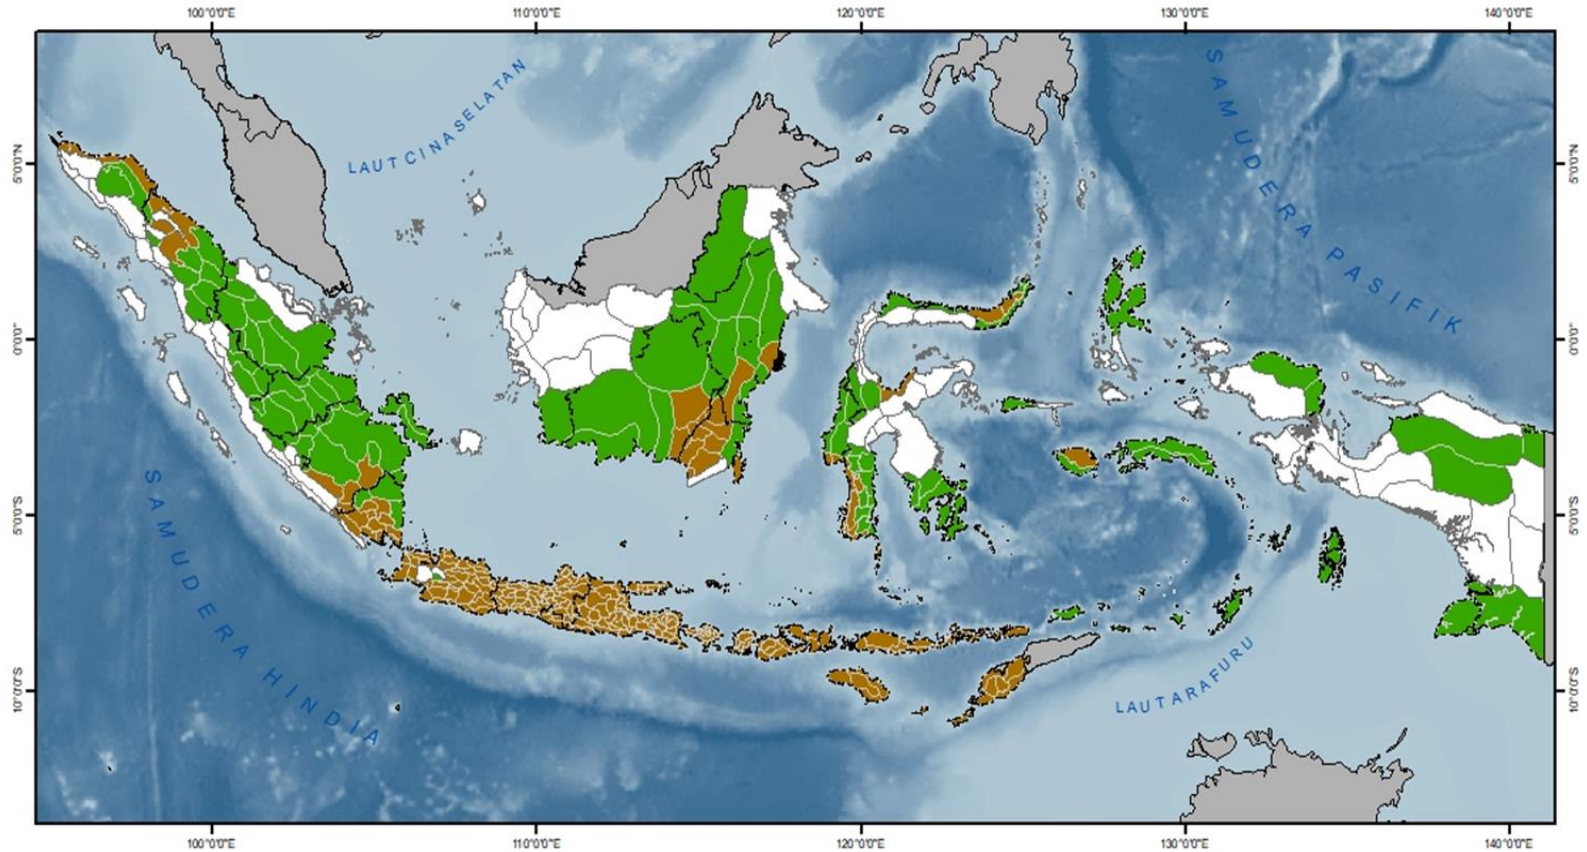 100°0'0"E 110°0'0"E 120°0'0"E 130°0'0"E 140°0'0"E
5°0'0"N 5°0'0"N
0°0'0" 0°0'0"
5°0'0"S 5°0'0"S
10°0'0"S 10°0'0"S
LAUT CINA SELATAN
SAMUDERA PASIFIK
SAMUDERA HINDIA
LAUT ARAFURU
100°0'0"E 110°0'0"E 120°0'0"E 130°0'0"E 140°0'0"E